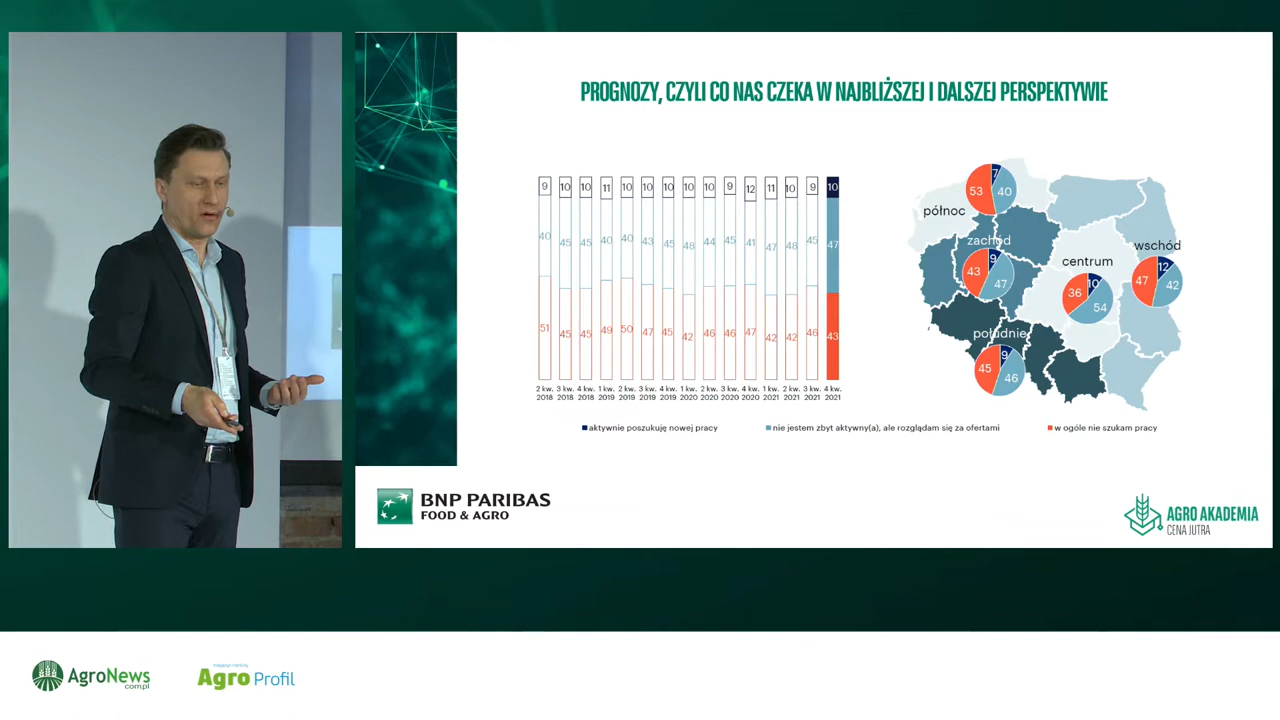 PROGNOZY, CZYLI CO NAS CZEKA W NAJBLIŻSZEJ I DALSZEJ PERSPEKTYWIE
9 10 10 11 10 10 10 10 10 9 12 11 10 9 10
40 45 45 40 40 43 45 48 44 45 41 47 48 45 47
51 45 45 49 50 47 45 42 46 46 47 42 42 46 43
2 kw. 3 kw. 4 kw. 1 kw. 2 kw. 3 kw. 4 kw. 1 kw. 2 kw. 3 kw. 4 kw. 1 kw. 2 kw. 3 kw. 4 kw.
2018 2018 2018 2019 2019 2019 2019 2020 2020 2020 2020 2021 2021 2021 2021
północ
53 7 40
zachód
43 9 47
centrum
36 10 54
wschód
47 12 42
południe
45 9 46
aktywnie poszukuję nowej pracy
nie jestem zbyt aktywny(a), ale rozglądam się za ofertami
w ogóle nie szukam pracy
BNP PARIBAS
FOOD & AGRO
AGRO AKADEMIA
CENA JUTRA
AgroNews
com.pl
Agro Profil